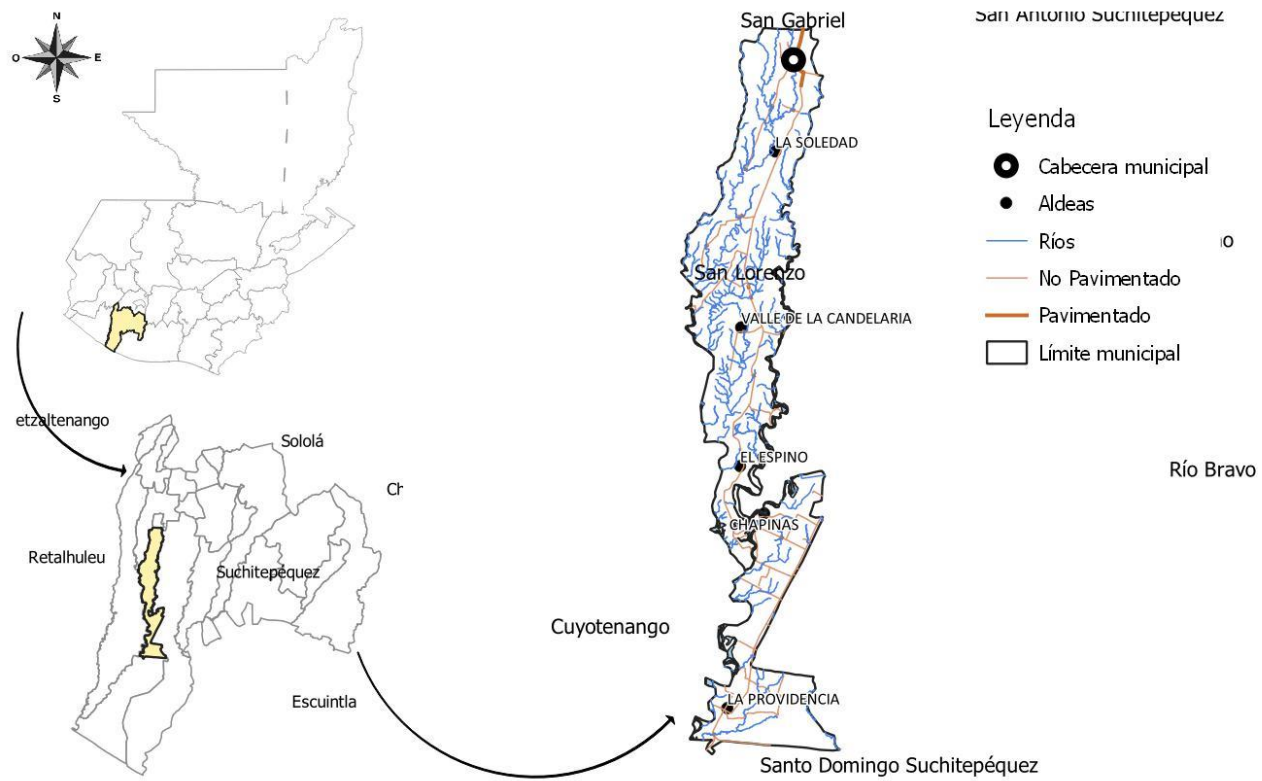 N
O
E
S
San Gabriel
San Antonio Suchitepéquez
Leyenda
Cabecera municipal
Aldeas
Ríos
No Pavimentado
Pavimentado
Límite municipal
LA SOLEDAD
San Lorenzo
VALLE DE LA CANDELARIA
EL ESPINO
CHAPINAS
Río Bravo
Cuyotenango
LA PROVIDENCIA
Santo Domingo Suchitepéquez
etzaltenango
Sololá
Retalhuleu
Suchitepéquez
Escuintla